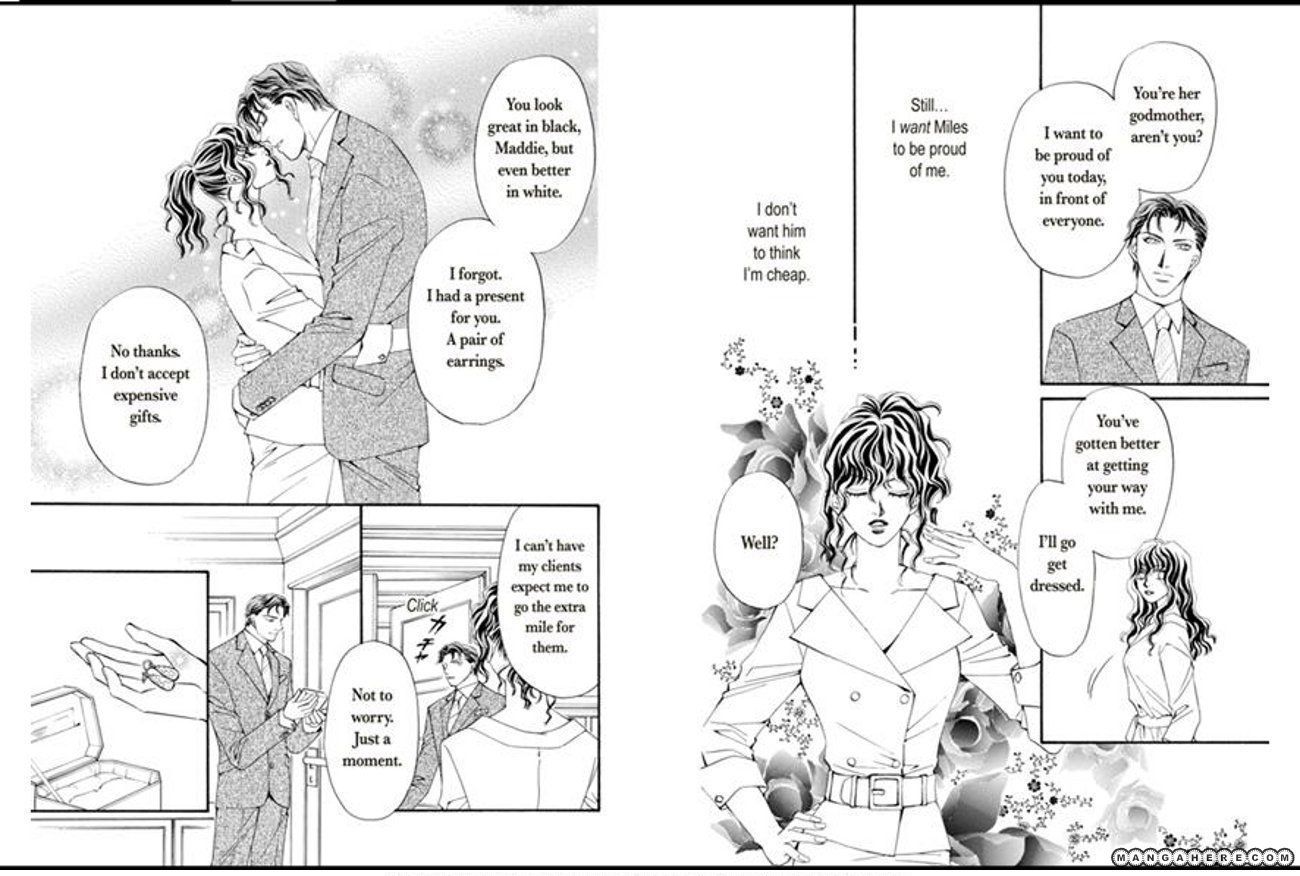 You're her
godmother,
aren't you?
I want to
be proud of
you today,
in front of
everyone.
You've
gotten better
at getting
your way
with me.
I'll go
get
dressed.
Still...
I want Miles
to be proud
of me.
I don't
want him
to think
I'm cheap.
Well?
You look
great in black,
Maddie, but
even better
in white.
I forgot.
I had a present
for you.
A pair of
earrings.
No thanks.
I don't accept
expensive
gifts.
I can't have
my clients
expect me to
go the extra
mile for
them.
Click
カチャ
Not to
worry.
Just a
moment.
MANGAHERE.COM